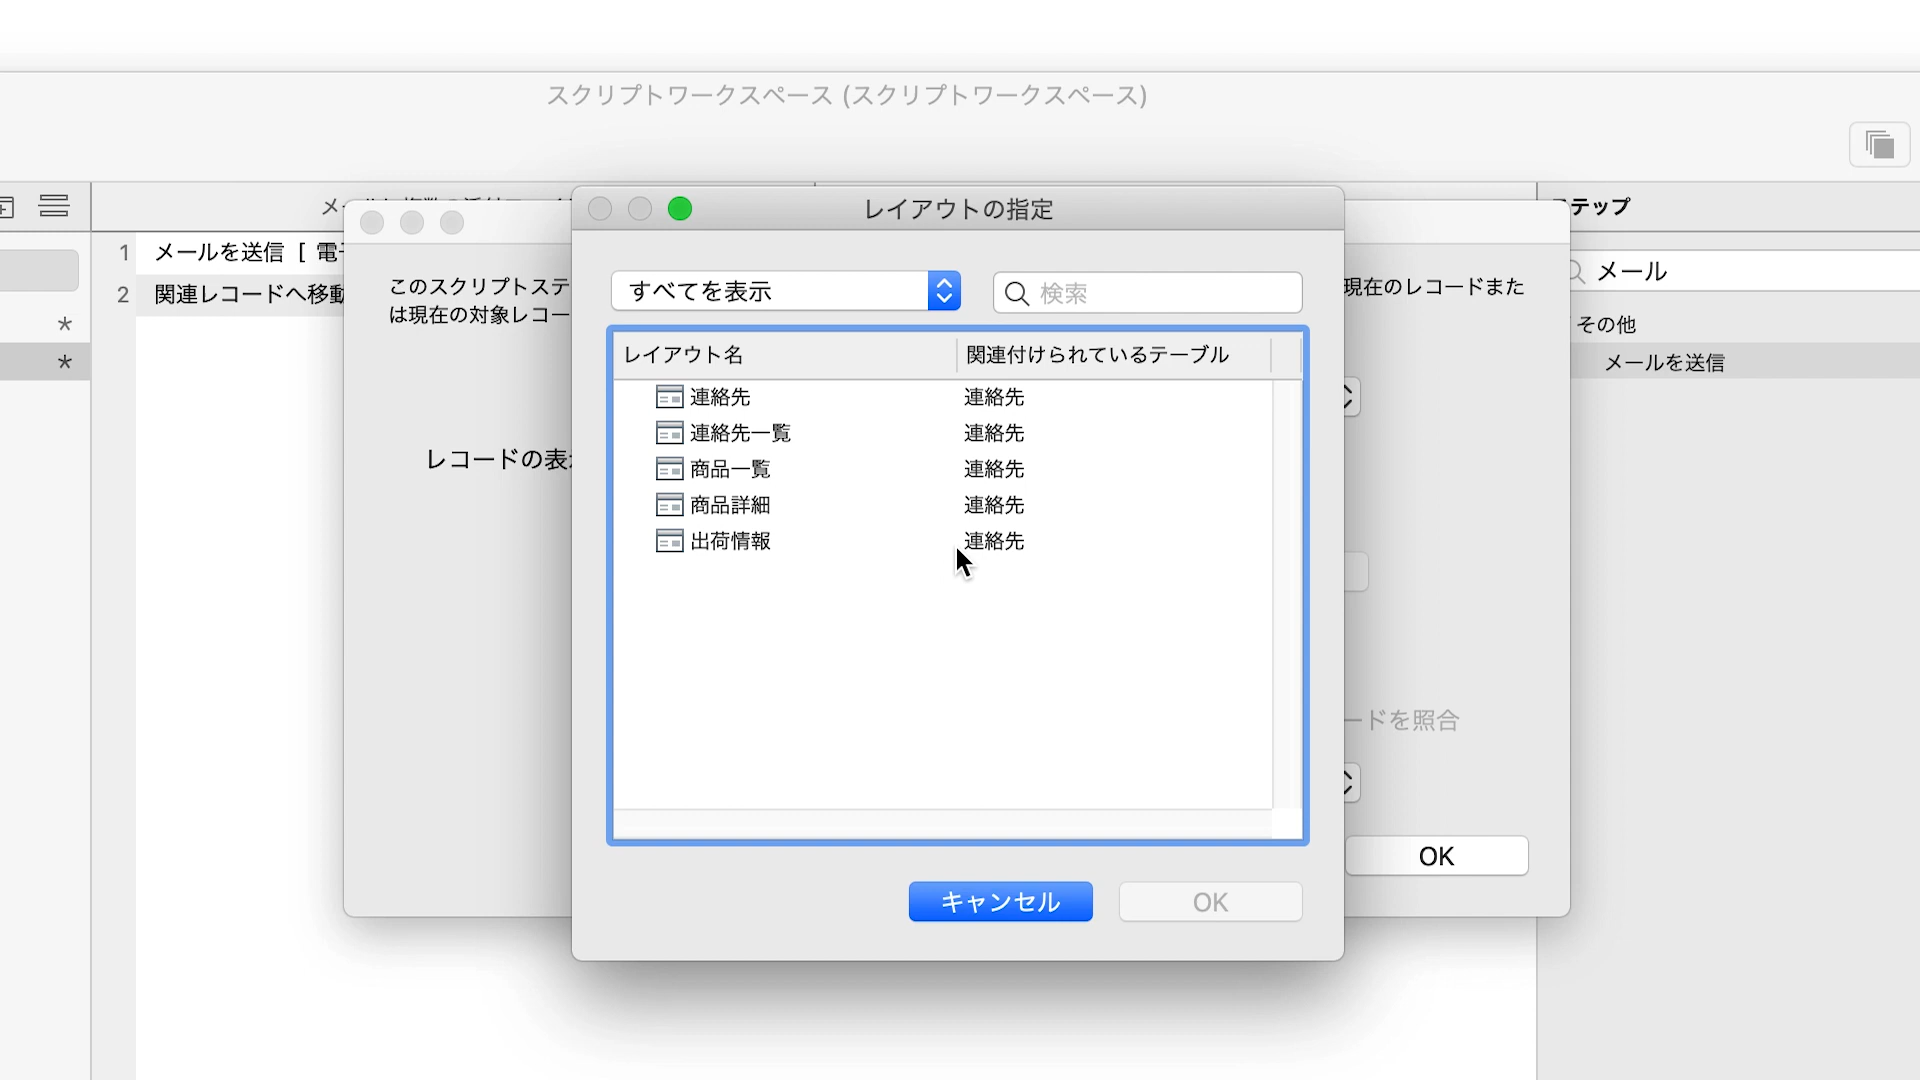 スクリプトワークスペース (スクリプトワークスペース)
レイアウトの指定
テップ
1 メールを送信 [ 電
2 関連レコードへ移動
*
*
このスクリプトステ
は現在の対象レコー
現在のレコードまた
レコードの表
すべてを表示
検索
レイアウト名 関連付けられているテーブル
連絡先 連絡先
連絡先一覧 連絡先
商品一覧 連絡先
商品詳細 連絡先
出荷情報 連絡先
キャンセル OK
ードを照合
OK
メール
その他
メールを送信